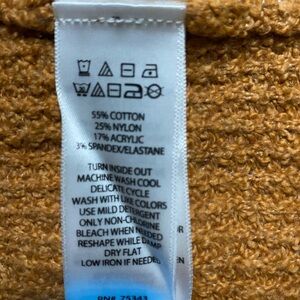 55% COTTON
25% NYLON
17% ACRYLIC
3% SPANDEX/ELASTANE
TURN INSIDE OUT
MACHINE WASH COOL
DELICATE CYCLE
WASH WITH LIKE COLORS
USE MILD DETERGENT
ONLY NON-CHLORINE
BLEACH WHEN NEEDED
RESHAPE WHILE DAMP
DRY FLAT
LOW IRON IF NEEDED
RN# 75343